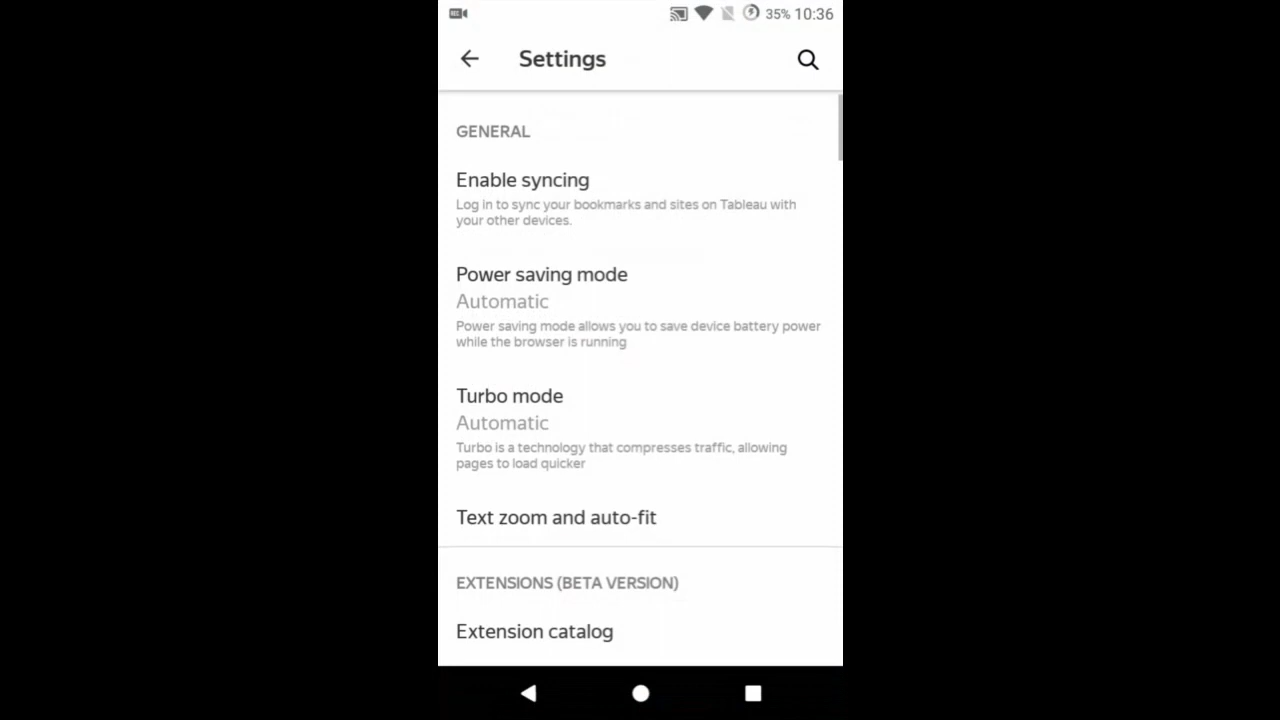 REC 35% 10:36
Settings
GENERAL
Enable syncing
Log in to sync your bookmarks and sites on Tableau with
your other devices.
Power saving mode
Automatic
Power saving mode allows you to save device battery power
while the browser is running
Turbo mode
Automatic
Turbo is a technology that compresses traffic, allowing
pages to load quicker
Text zoom and auto-fit
EXTENSIONS (BETA VERSION)
Extension catalog